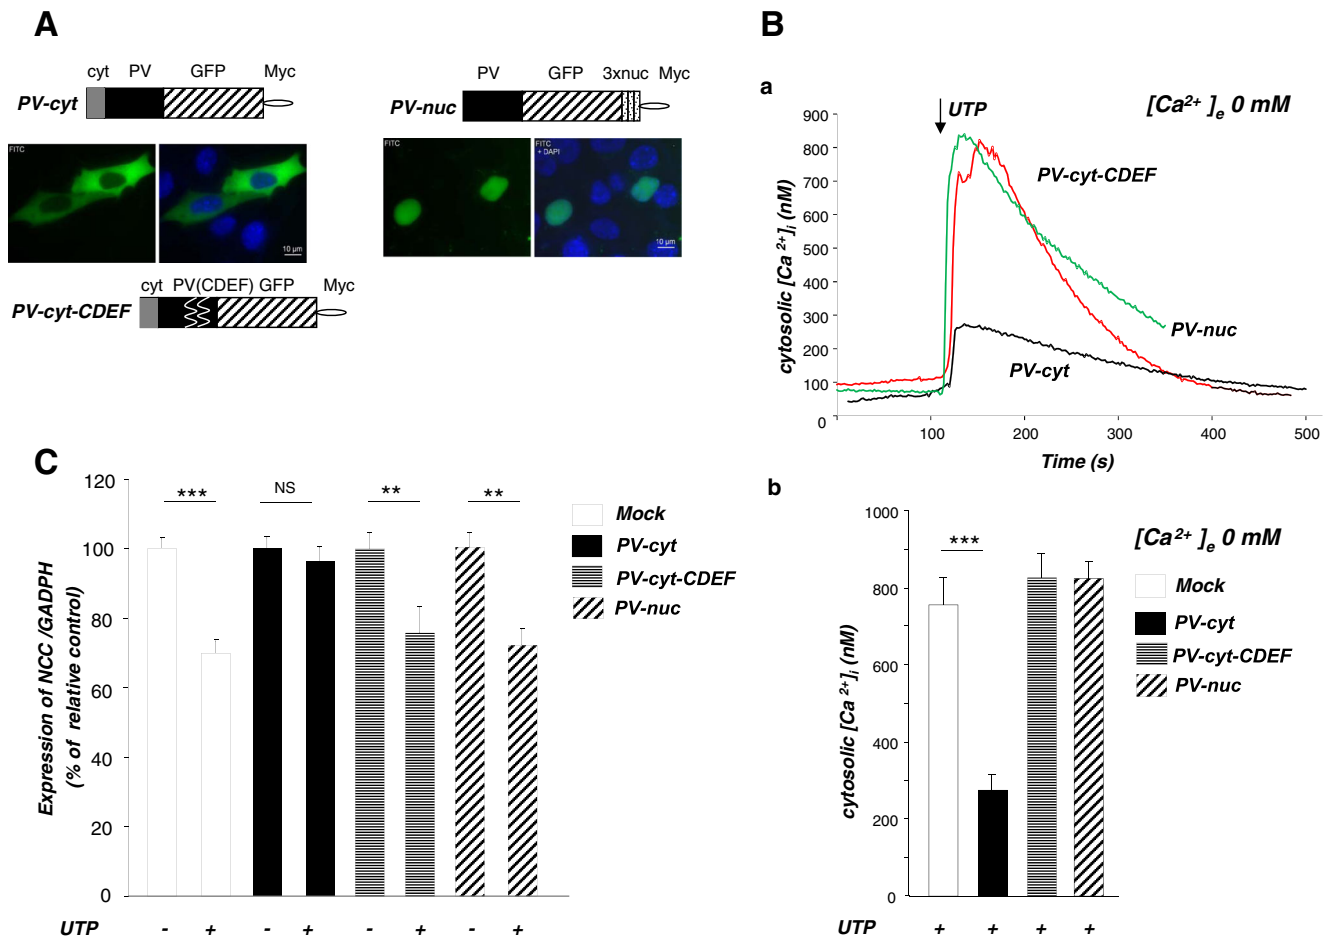 A
cyt PV GFP Myc
PV-cyt
PV GFP 3xnuc Myc
PV-nuc
FITC
10 µm
FITC
FITC
+ DAPI
10 µm
cyt PV(CDEF) GFP Myc
PV-cyt-CDEF
B
a
[Ca2+ ]e 0 mM
UTP
PV-cyt-CDEF
PV-nuc
PV-cyt
cytosolic [Ca 2+]i (nM)
900
800
700
600
500
400
300
200
100
0
100 200 300 400 500
Time (s)
C
Expression of NCC /GADPH
(% of relative control)
120
100
80
60
40
20
0
*** NS ** **
Mock
PV-cyt
PV-cyt-CDEF
PV-nuc
UTP - + - + - + - +
b
cytosolic [Ca 2+]i (nM)
1000
800
600
400
200
0
***
[Ca2+ ]e 0 mM
Mock
PV-cyt
PV-cyt-CDEF
PV-nuc
UTP + + + +